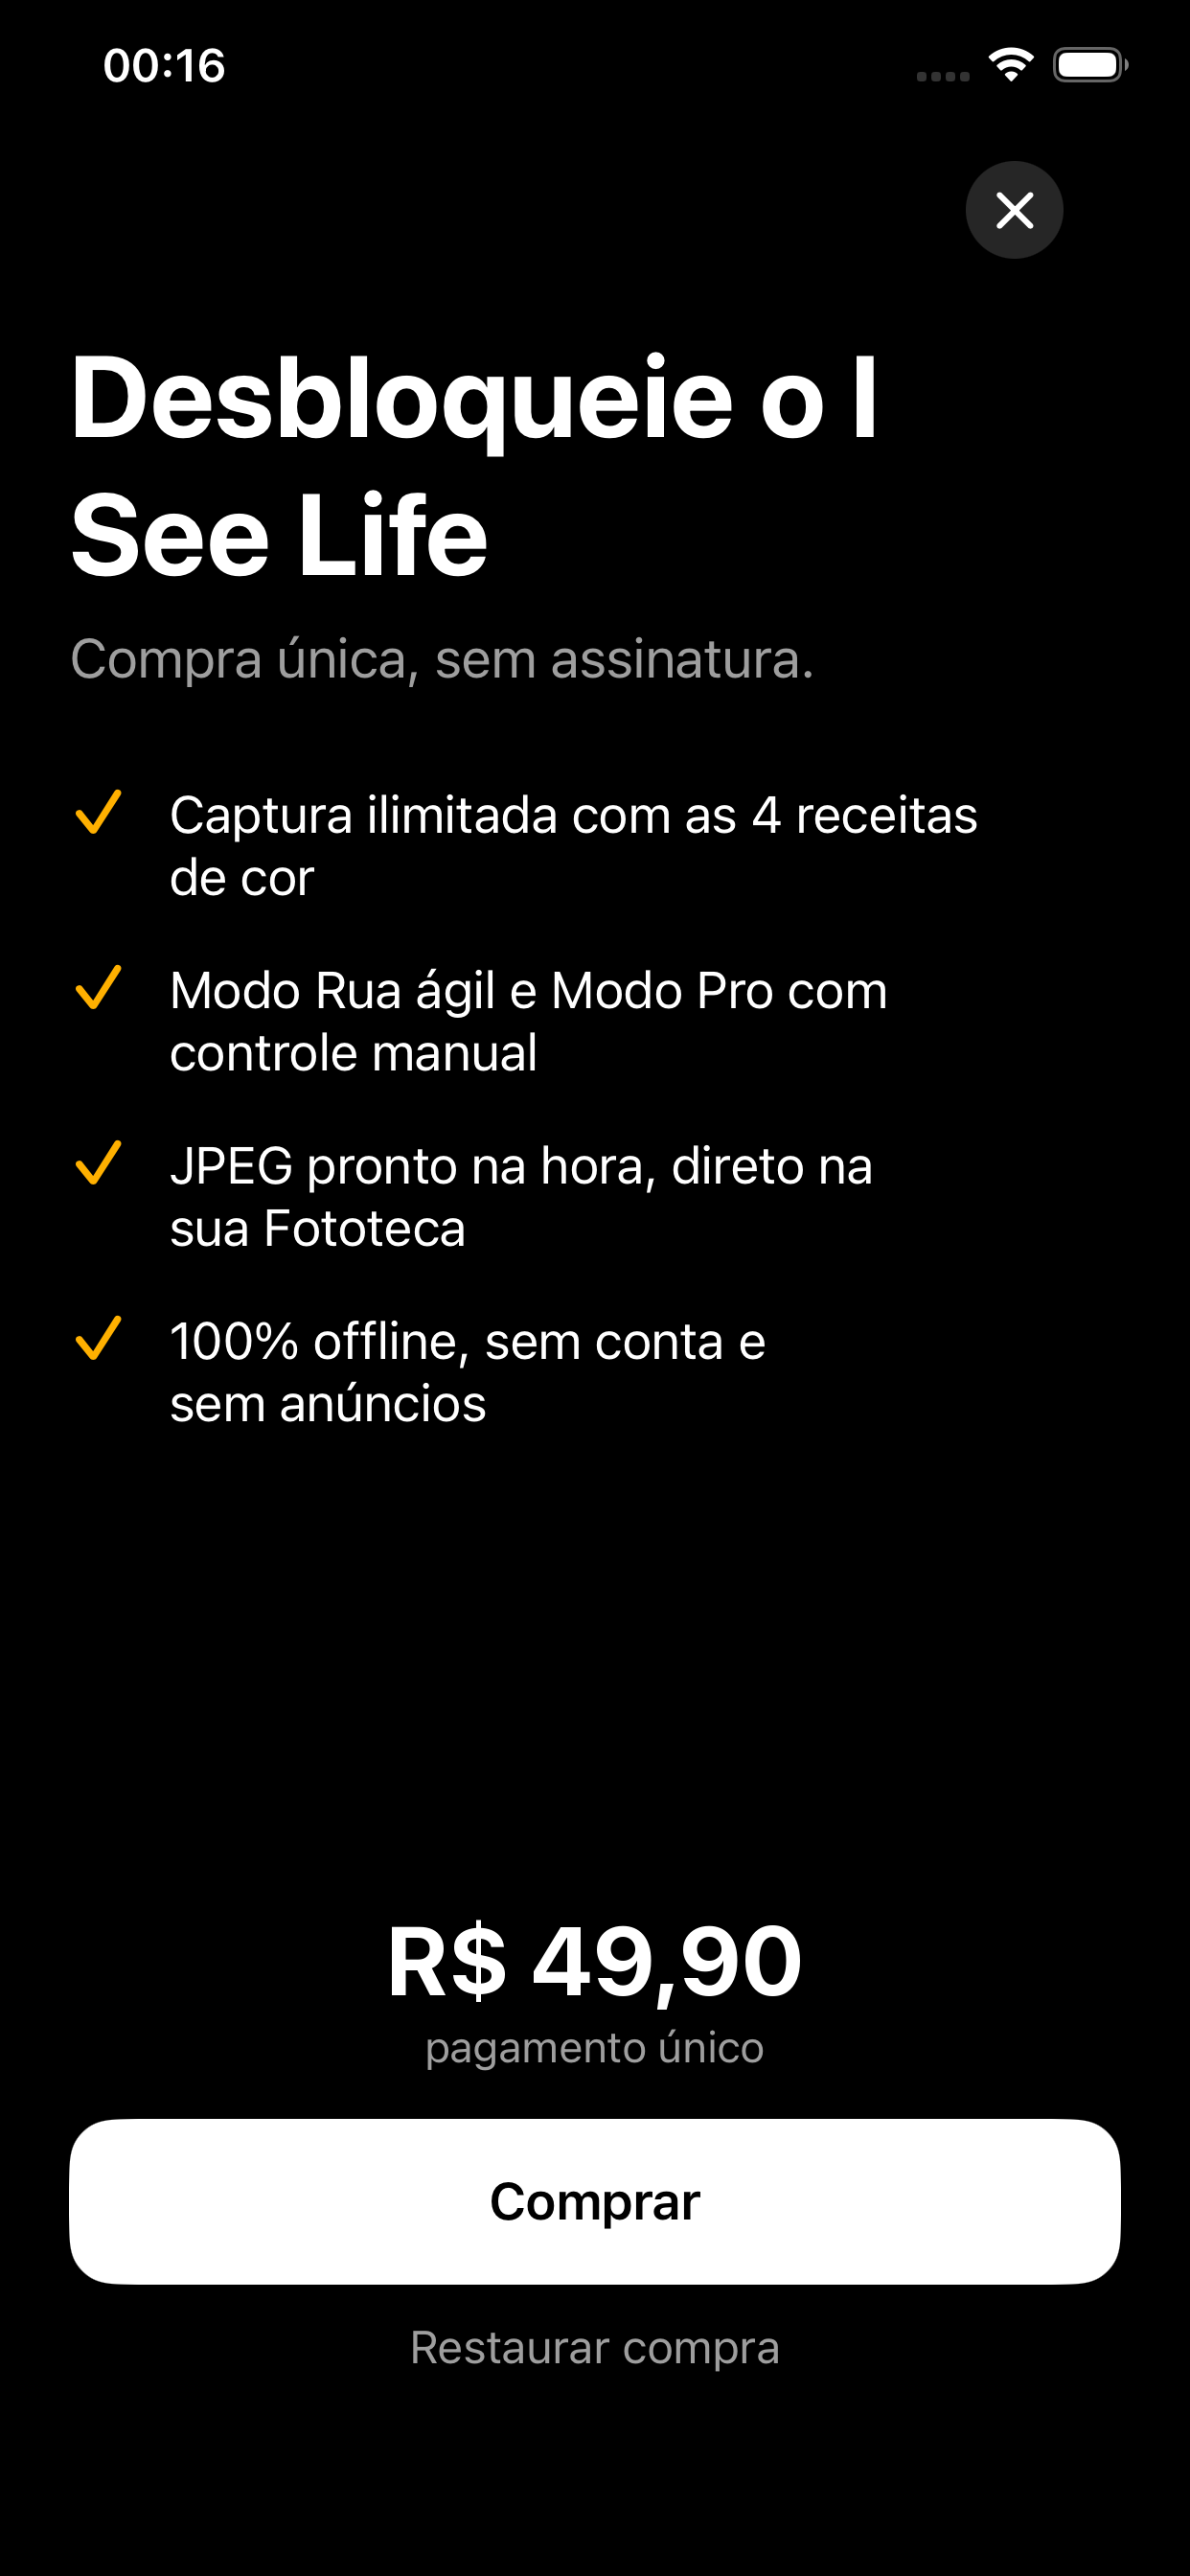 00:16
Desbloqueie o I
See Life
Compra única, sem assinatura.
Captura ilimitada com as 4 receitas
de cor
Modo Rua ágil e Modo Pro com
controle manual
JPEG pronto na hora, direto na
sua Fototeca
100% offline, sem conta e
sem anúncios
R$ 49,90
pagamento único
Comprar
Restaurar compra